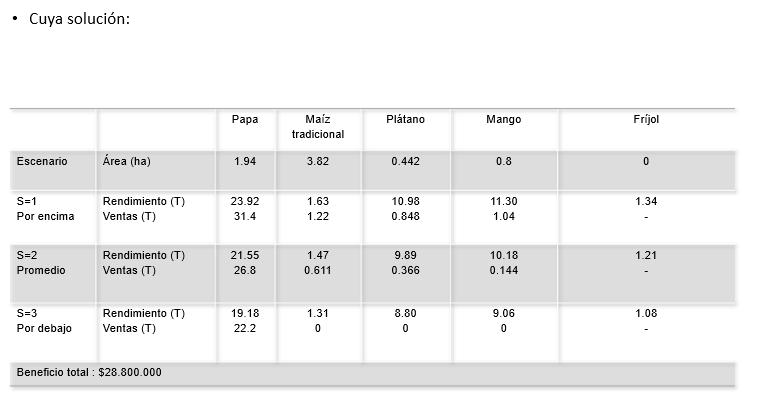 • Cuya solución:
Papa Maíz tradicional Plátano Mango Fríjol
Escenario Área (ha) 1.94 3.82 0.442 0.8 0
S=1 Rendimiento (T) 23.92 1.63 10.98 11.30 1.34
Por encima Ventas (T) 31.4 1.22 0.848 1.04 -
S=2 Rendimiento (T) 21.55 1.47 9.89 10.18 1.21
Promedio Ventas (T) 26.8 0.611 0.366 0.144 -
S=3 Rendimiento (T) 19.18 1.31 8.80 9.06 1.08
Por debajo Ventas (T) 22.2 0 0 0 -
Beneficio total : $28.800.000